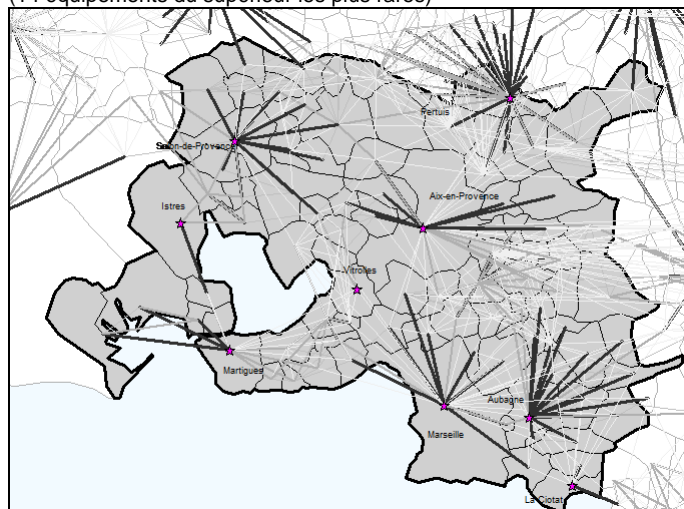 (14 équipements du supérieur les plus rares)
Pertuis
Salon-de-Provence
Aix-en-Provence
Istres
Vitrolles
Martigues
Aubagne
Marseille
La Ciotat